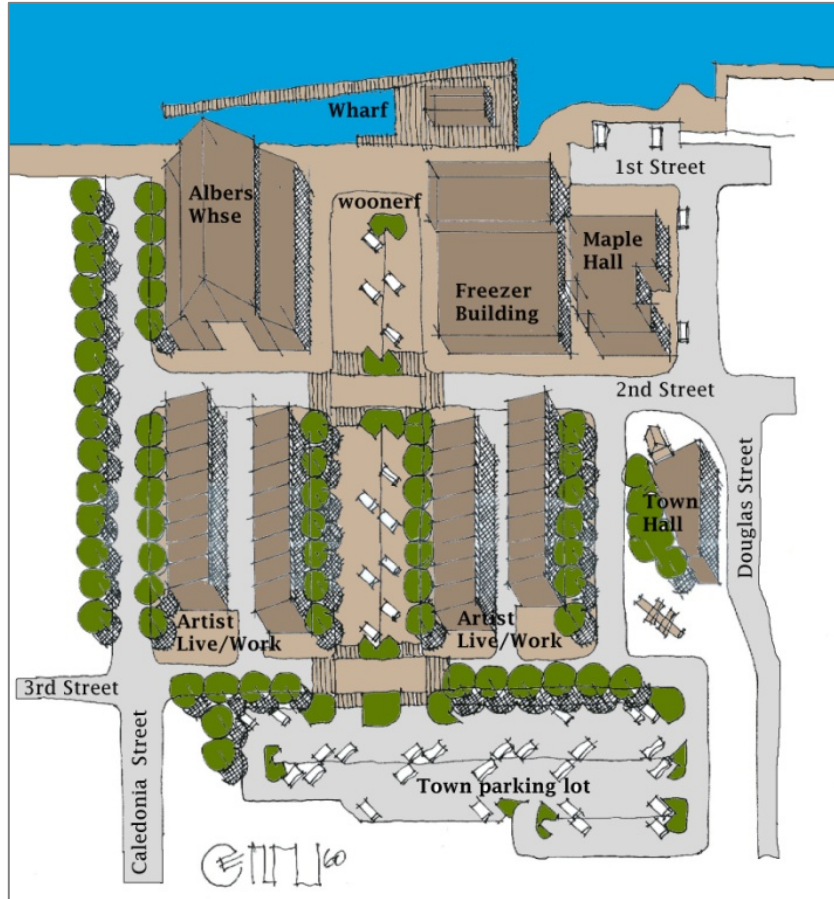 Wharf
1st Street
Albers
Whse
woonerf
Maple
Hall
Freezer
Building
2nd Street
Town
Hall
Douglas Street
Artist
Live/Work
Artist
Live/Work
3rd Street
Caledonia Street
Town parking lot